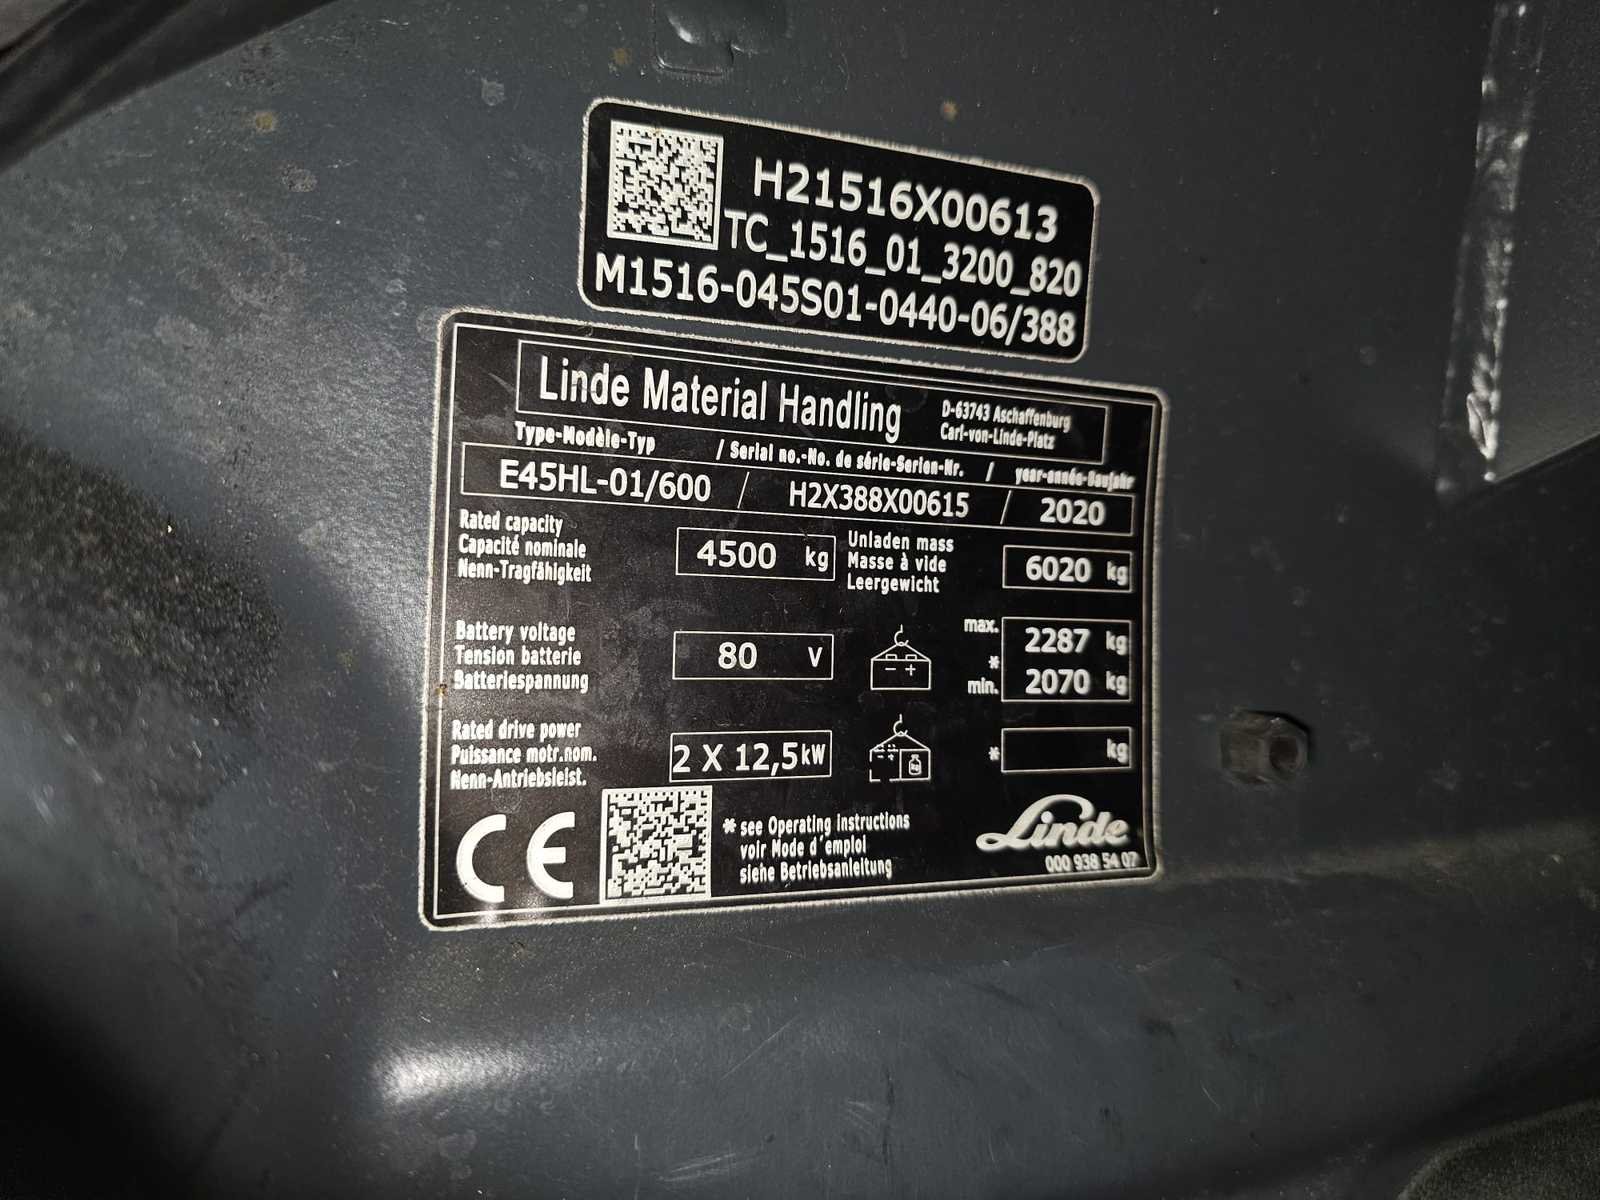 H21516X00613
TC_1516_01_3200_820
M1516-045S01-0440-06/388
Linde Material Handling
D-63743 Aschaffenburg
Carl-von-Linde-Platz
Type-Modèle-Typ / Serial no.-No. de série-Serien-Nr. / year-année-Baujahr
E45HL-01/600 / H2X388X00615 / 2020
Rated capacity
Capacité nominale
Nenn-Tragfähigkeit
4500 kg
Unladen mass
Masse à vide
Leergewicht
6020 kg
Battery voltage
Tension batterie
Batteriespannung
80 V
- +
max. 2287 kg
*
min. 2070 kg
Rated drive power
Puissance motr.nom.
Nenn-Antriebsleist.
2 X 12,5kW
- + kg
* kg
CE
* see Operating instructions
voir Mode d'emploi
siehe Betriebsanleitung
Linde
000 938 54 07